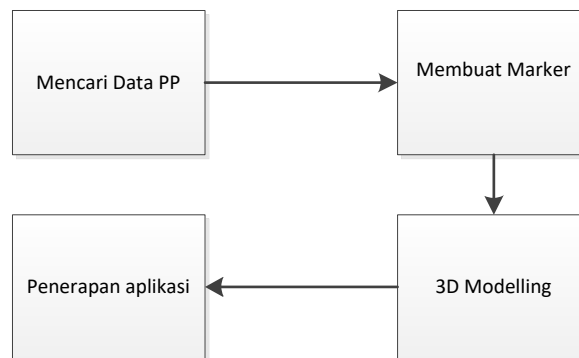 Mencari Data PP
Membuat Marker
3D Modelling
Penerapan aplikasi